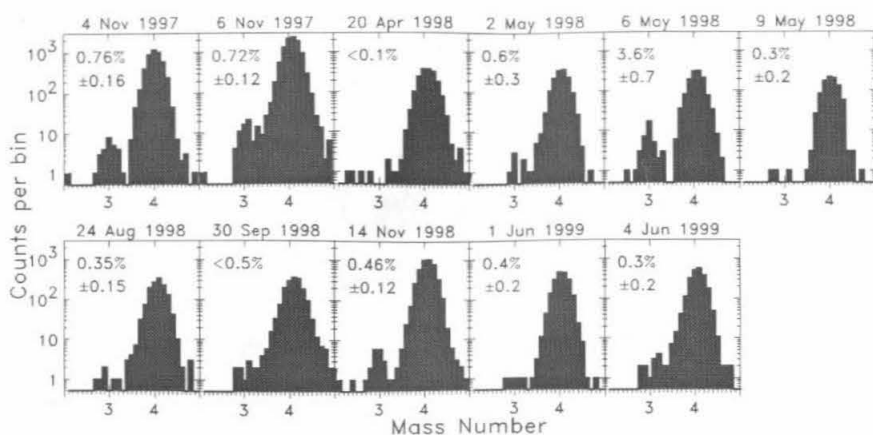 4 Nov 1997 6 Nov 1997 20 Apr 1998 2 May 1998 6 May 1998 9 May 1998
10³ 0.76% 0.72% <0.1% 0.6% 3.6% 0.3%
±0.16 ±0.12 ±0.3 ±0.7 ±0.2
10²
10
1
3 4 3 4 3 4 3 4 3 4 3 4
Counts per bin
24 Aug 1998 30 Sep 1998 14 Nov 1998 1 Jun 1999 4 Jun 1999
10³ 0.35% <0.5% 0.46% 0.4% 0.3%
±0.15 ±0.12 ±0.2 ±0.2
10²
10
1
3 4 3 4 3 4 3 4 3 4
Mass Number